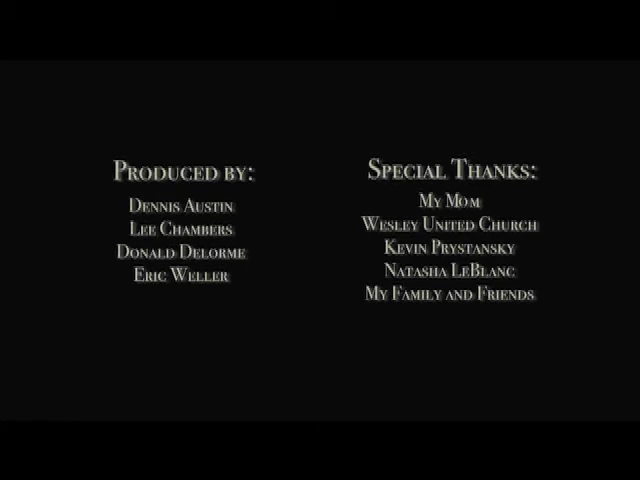 Produced by:
Dennis Austin
Lee Chambers
Donald Delorme
Eric Weller
Special Thanks:
My Mom
Wesley United Church
Kevin Prystansky
Natasha LeBlanc
My Family and Friends